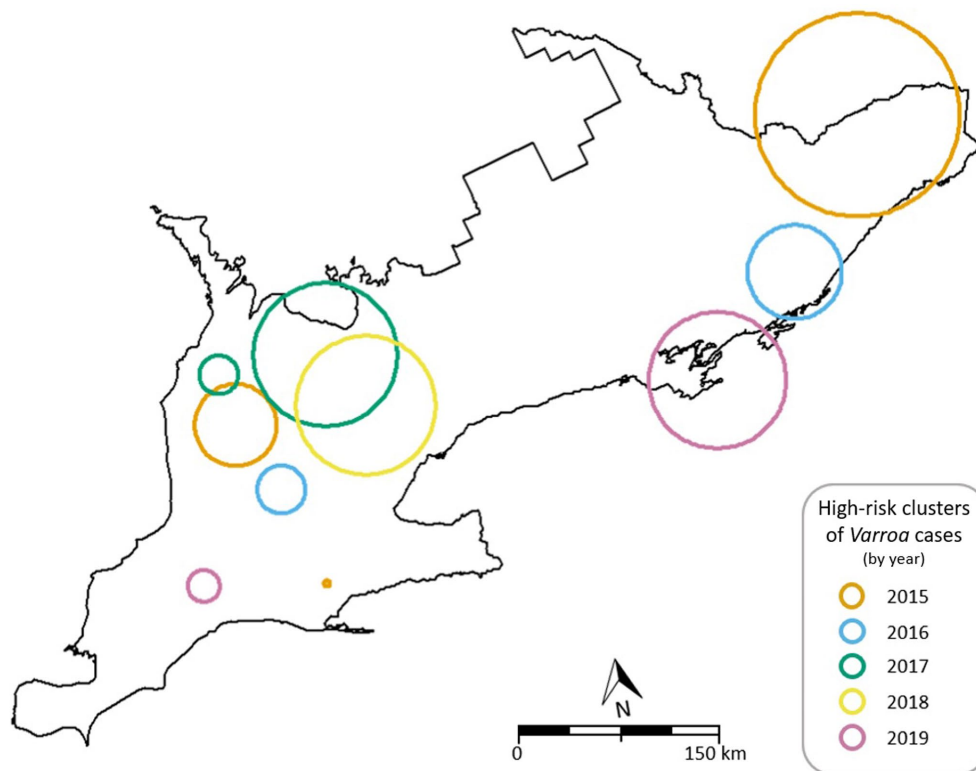 High-risk clusters
of Varroa cases
(by year)
2015
2016
2017
2018
2019
N
0 150 km